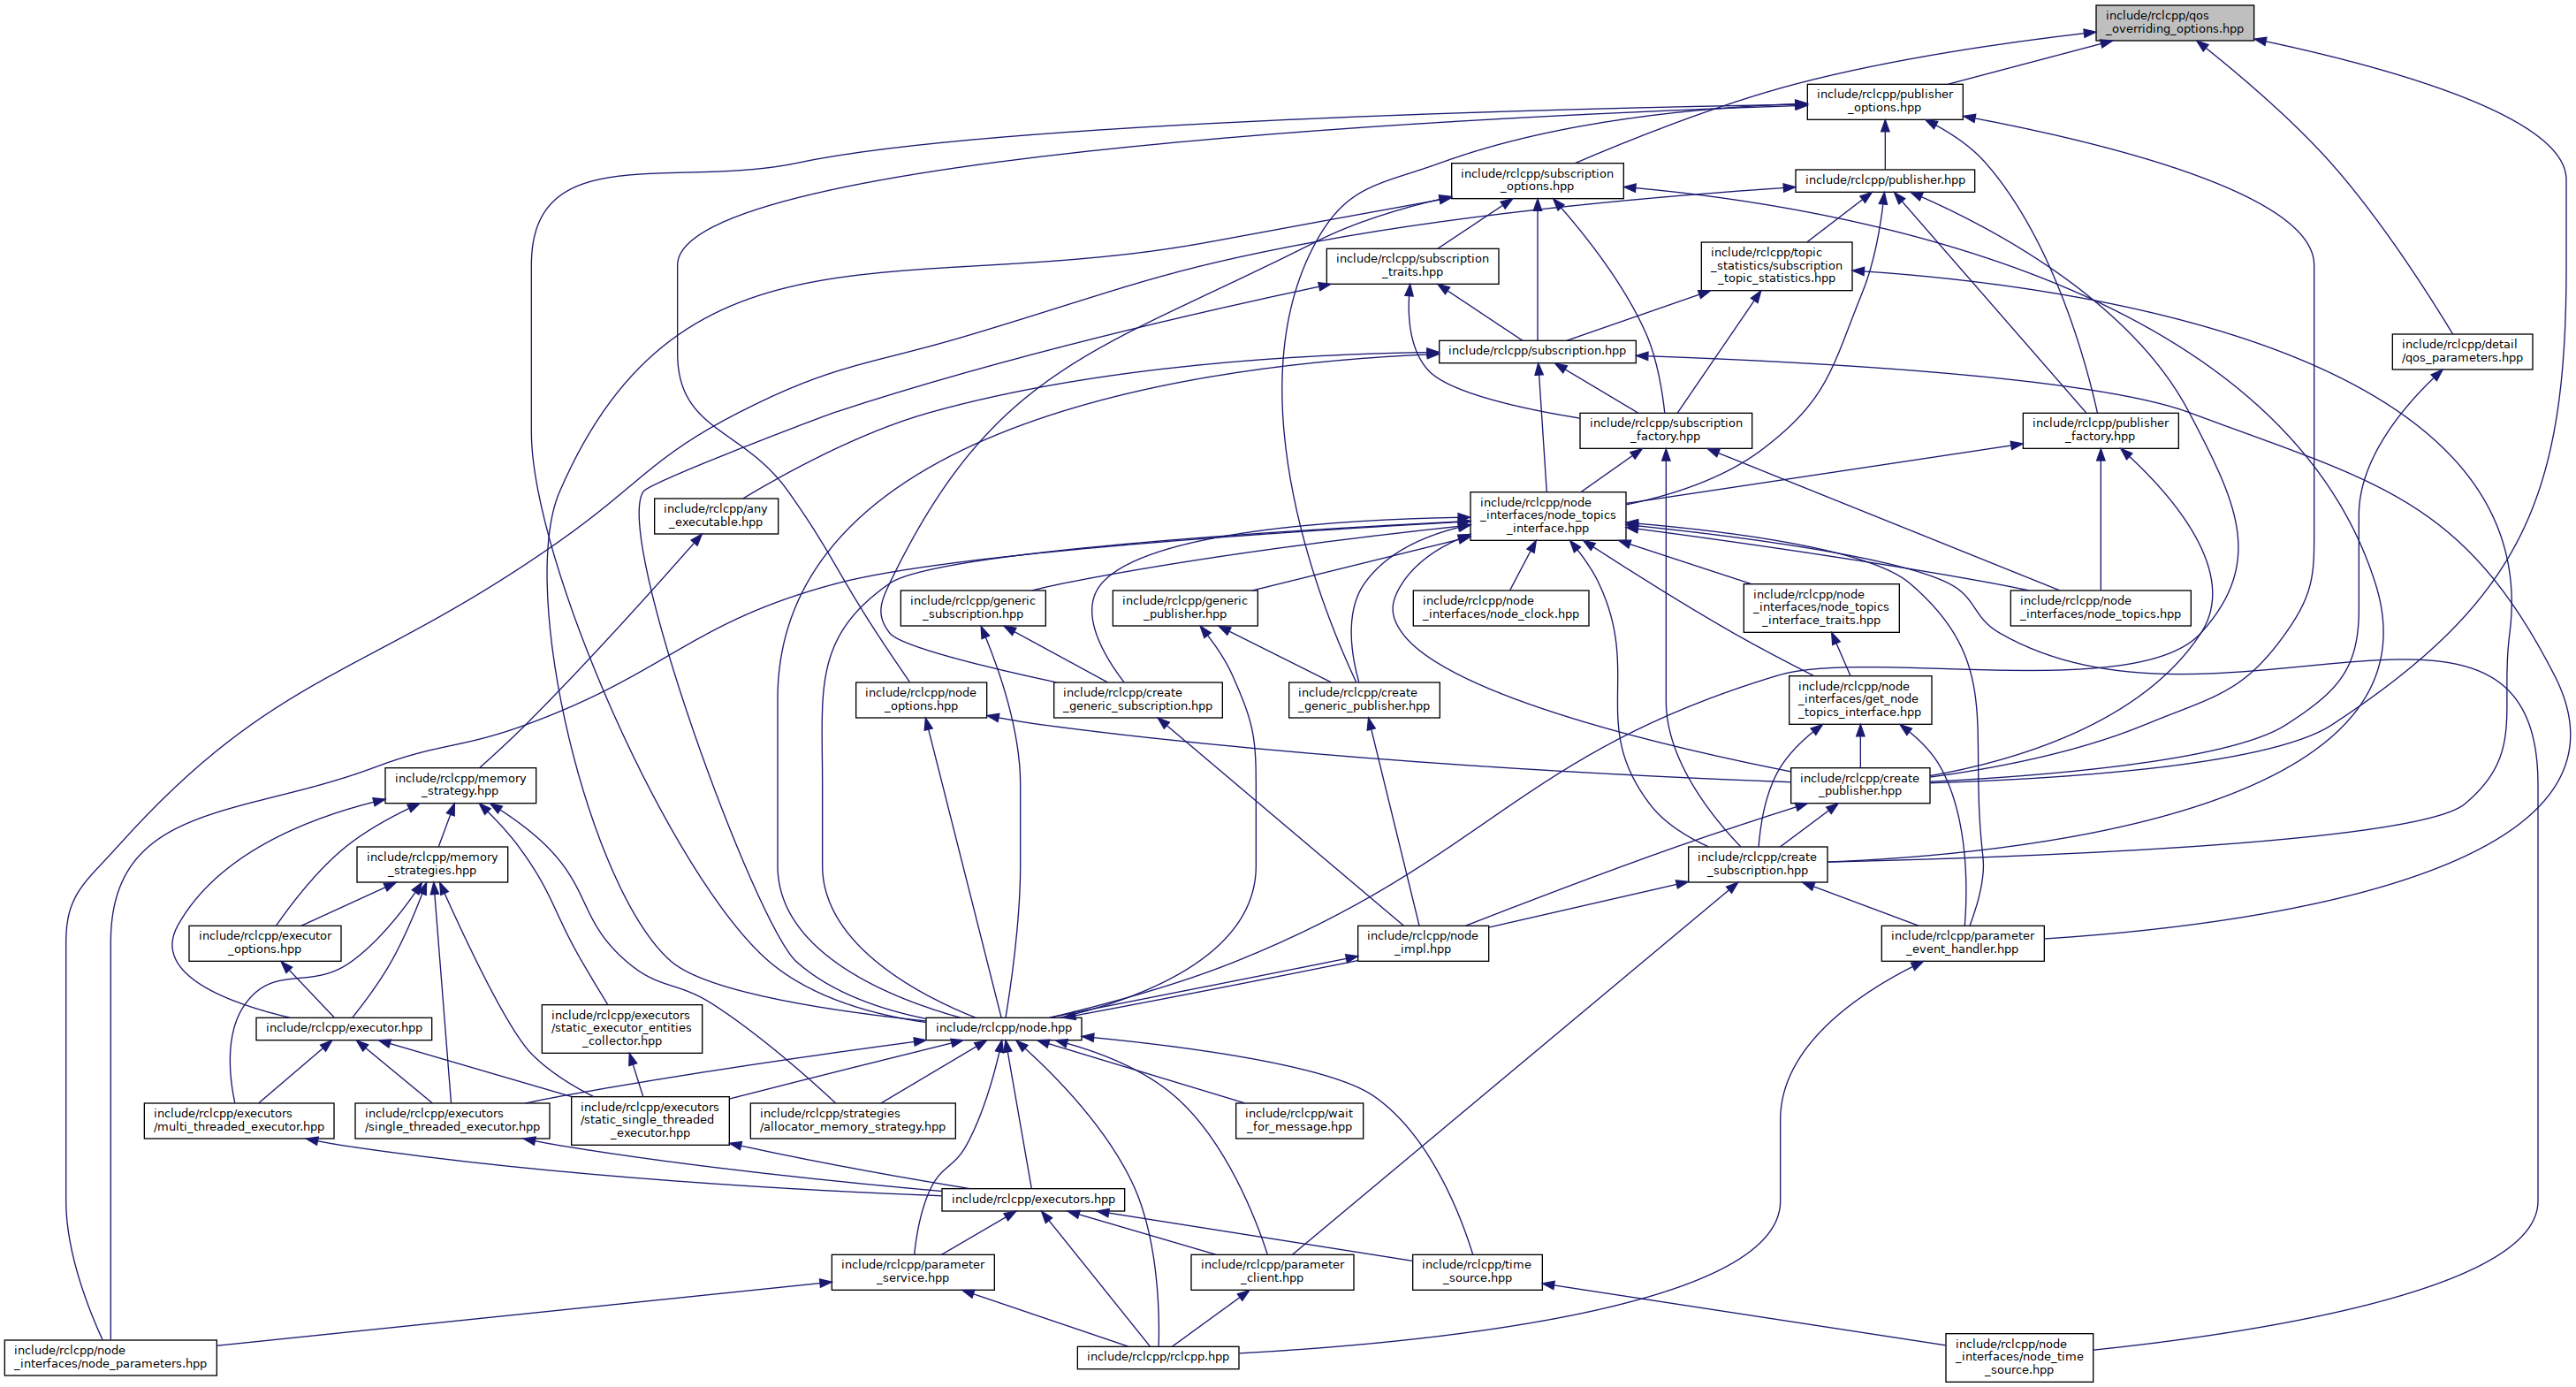 include/rclcpp/qos
_overriding_options.hpp
include/rclcpp/publisher
_options.hpp
include/rclcpp/subscription
_options.hpp
include/rclcpp/publisher.hpp
include/rclcpp/subscription
_traits.hpp
include/rclcpp/topic
_statistics/subscription
_topic_statistics.hpp
include/rclcpp/subscription.hpp
include/rclcpp/detail
/qos_parameters.hpp
include/rclcpp/subscription
_factory.hpp
include/rclcpp/publisher
_factory.hpp
include/rclcpp/any
_executable.hpp
include/rclcpp/node
_interfaces/node_topics
_interface.hpp
include/rclcpp/generic
_subscription.hpp
include/rclcpp/generic
_publisher.hpp
include/rclcpp/node
_interfaces/node_clock.hpp
include/rclcpp/node
_interfaces/node_topics
_interface_traits.hpp
include/rclcpp/node
_interfaces/node_topics.hpp
include/rclcpp/node
_options.hpp
include/rclcpp/create
_generic_subscription.hpp
include/rclcpp/create
_generic_publisher.hpp
include/rclcpp/node
_interfaces/get_node
_topics_interface.hpp
include/rclcpp/memory
_strategy.hpp
include/rclcpp/create
_publisher.hpp
include/rclcpp/memory
_strategies.hpp
include/rclcpp/create
_subscription.hpp
include/rclcpp/executor
_options.hpp
include/rclcpp/node
_impl.hpp
include/rclcpp/parameter
_event_handler.hpp
include/rclcpp/executor.hpp
include/rclcpp/executors
/static_executor_entities
_collector.hpp
include/rclcpp/node.hpp
include/rclcpp/executors
/multi_threaded_executor.hpp
include/rclcpp/executors
/single_threaded_executor.hpp
include/rclcpp/executors
/static_single_threaded
_executor.hpp
include/rclcpp/strategies
/allocator_memory_strategy.hpp
include/rclcpp/wait
_for_message.hpp
include/rclcpp/executors.hpp
include/rclcpp/parameter
_service.hpp
include/rclcpp/parameter
_client.hpp
include/rclcpp/time
_source.hpp
include/rclcpp/node
_interfaces/node_parameters.hpp
include/rclcpp/rclcpp.hpp
include/rclcpp/node
_interfaces/node_time
_source.hpp